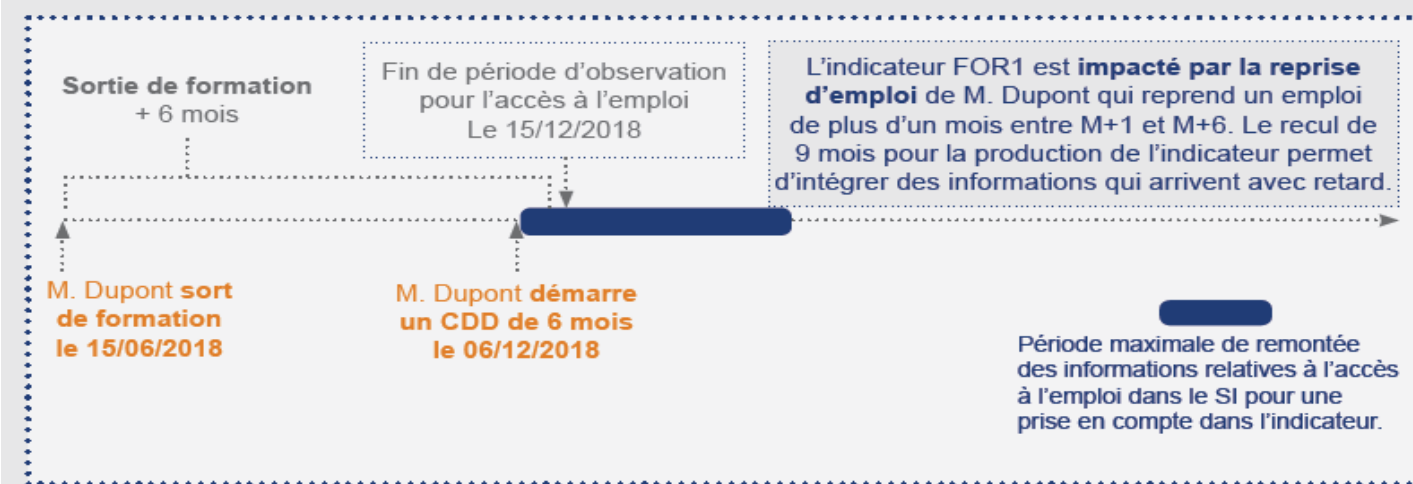 Sortie de formation
+ 6 mois
Fin de période d'observation
pour l'accès à l'emploi
Le 15/12/2018
L'indicateur FOR1 est impacté par la reprise
d'emploi de M. Dupont qui reprend un emploi
de plus d'un mois entre M+1 et M+6. Le recul de
9 mois pour la production de l'indicateur permet
d'intégrer des informations qui arrivent avec retard.
M. Dupont sort
de formation
le 15/06/2018
M. Dupont démarre
un CDD de 6 mois
le 06/12/2018
Période maximale de remontée
des informations relatives à l'accès
à l'emploi dans le SI pour une
prise en compte dans l'indicateur.